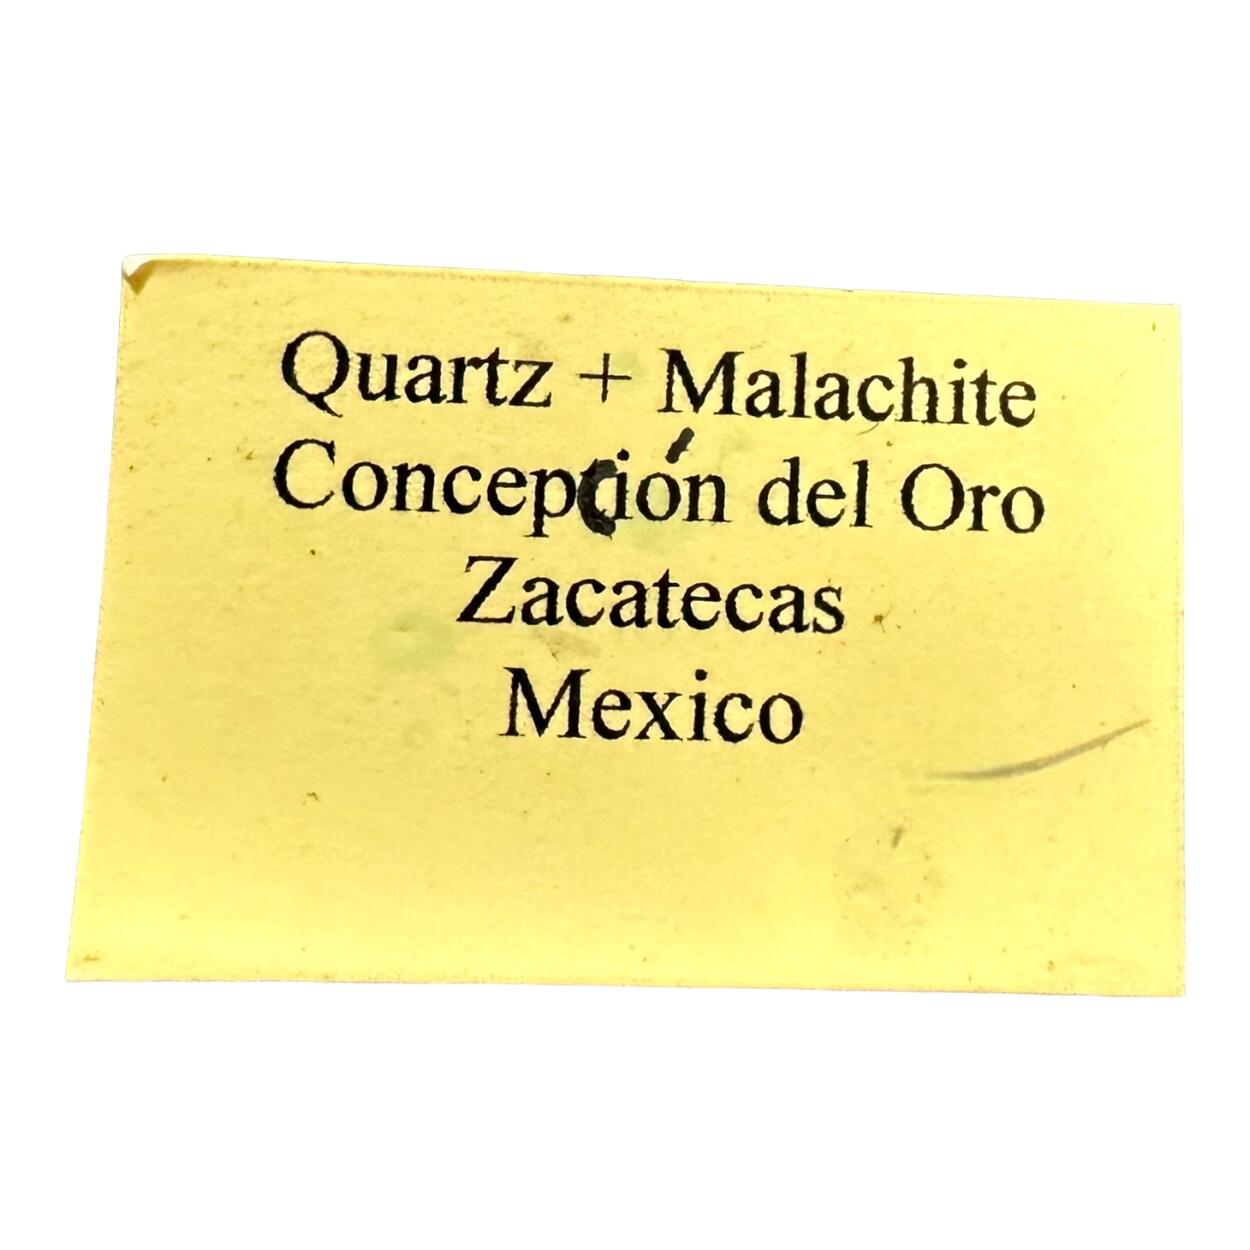 Quartz + Malachite
Concepción del Oro
Zacatecas
Mexico